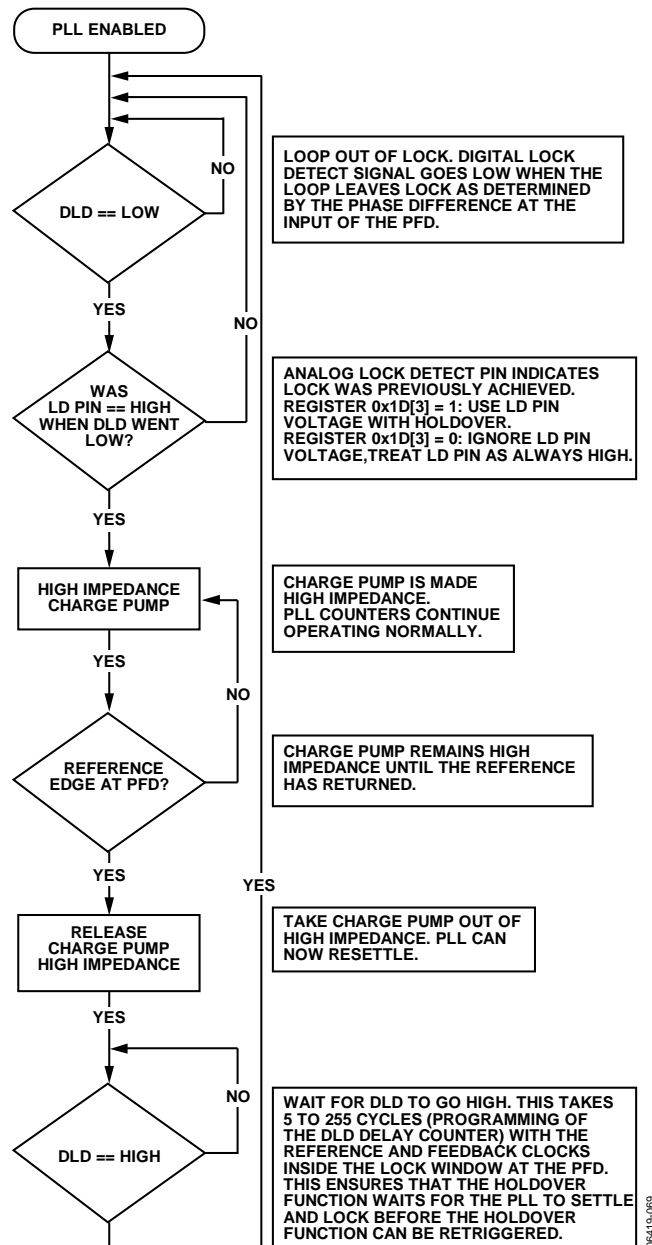 PLL ENABLED
NO
LOOP OUT OF LOCK. DIGITAL LOCK
DETECT SIGNAL GOES LOW WHEN THE
LOOP LEAVES LOCK AS DETERMINED
BY THE PHASE DIFFERENCE AT THE
INPUT OF THE PFD.
DLD == LOW
YES
NO
WAS
LD PIN == HIGH
WHEN DLD WENT
LOW?
ANALOG LOCK DETECT PIN INDICATES
LOCK WAS PREVIOUSLY ACHIEVED.
REGISTER 0x1D[3] = 1: USE LD PIN
VOLTAGE WITH HOLDOVER.
REGISTER 0x1D[3] = 0: IGNORE LD PIN
VOLTAGE,TREAT LD PIN AS ALWAYS HIGH.
YES
HIGH IMPEDANCE
CHARGE PUMP
CHARGE PUMP IS MADE
HIGH IMPEDANCE.
PLL COUNTERS CONTINUE
OPERATING NORMALLY.
YES
NO
REFERENCE
EDGE AT PFD?
CHARGE PUMP REMAINS HIGH
IMPEDANCE UNTIL THE REFERENCE
HAS RETURNED.
YES
YES
RELEASE
CHARGE PUMP
HIGH IMPEDANCE
TAKE CHARGE PUMP OUT OF
HIGH IMPEDANCE. PLL CAN
NOW RESETTLE.
YES
NO
DLD == HIGH
WAIT FOR DLD TO GO HIGH. THIS TAKES
5 TO 255 CYCLES (PROGRAMMING OF
THE DLD DELAY COUNTER) WITH THE
REFERENCE AND FEEDBACK CLOCKS
INSIDE THE LOCK WINDOW AT THE PFD.
THIS ENSURES THAT THE HOLDOVER
FUNCTION WAITS FOR THE PLL TO SETTLE
AND LOCK BEFORE THE HOLDOVER
FUNCTION CAN BE RETRIGGERED.
06419-069